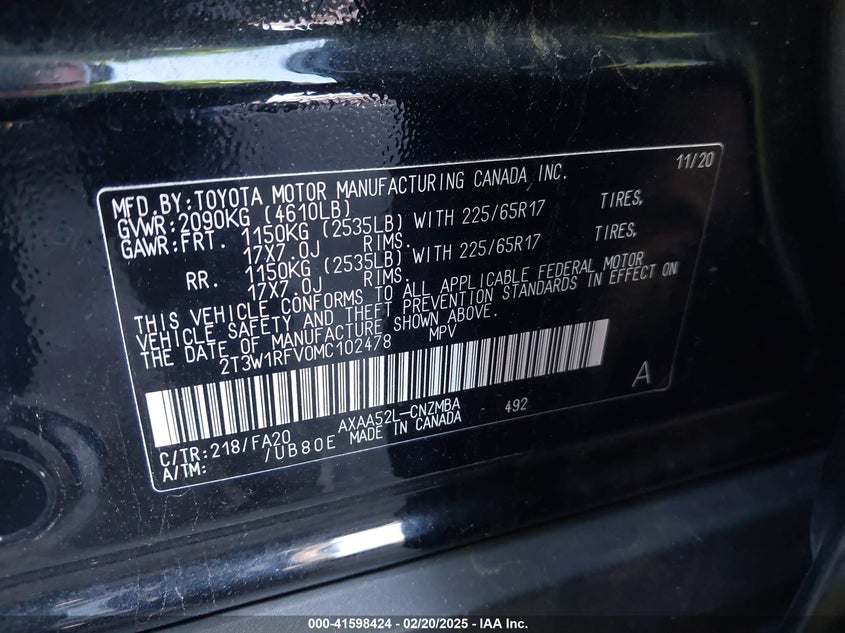 11/20
MFD.BY:TOYOTA MOTOR MANUFACTURING CANADA INC.
GVWR:2090KG (4610LB)
GAWR:FRT. 1150KG (2535LB) WITH 225/65R17 TIRES,
17X7.0J RIMS.
RR. 1150KG (2535LB) WITH 225/65R17 TIRES,
17X7.0J RIMS.
THIS VEHICLE CONFORMS TO ALL APPLICABLE FEDERAL MOTOR
VEHICLE SAFETY AND THEFT PREVENTION STANDARDS IN EFFECT ON
THE DATE OF MANUFACTURE SHOWN ABOVE.
2T3W1RFV0MC102478 MPV
A
C/TR:218/FA20 AXAA52L-CNZMBA 492
A/TM: /UB80E MADE IN CANADA
000-41598424 - 02/20/2025 - IAA Inc.